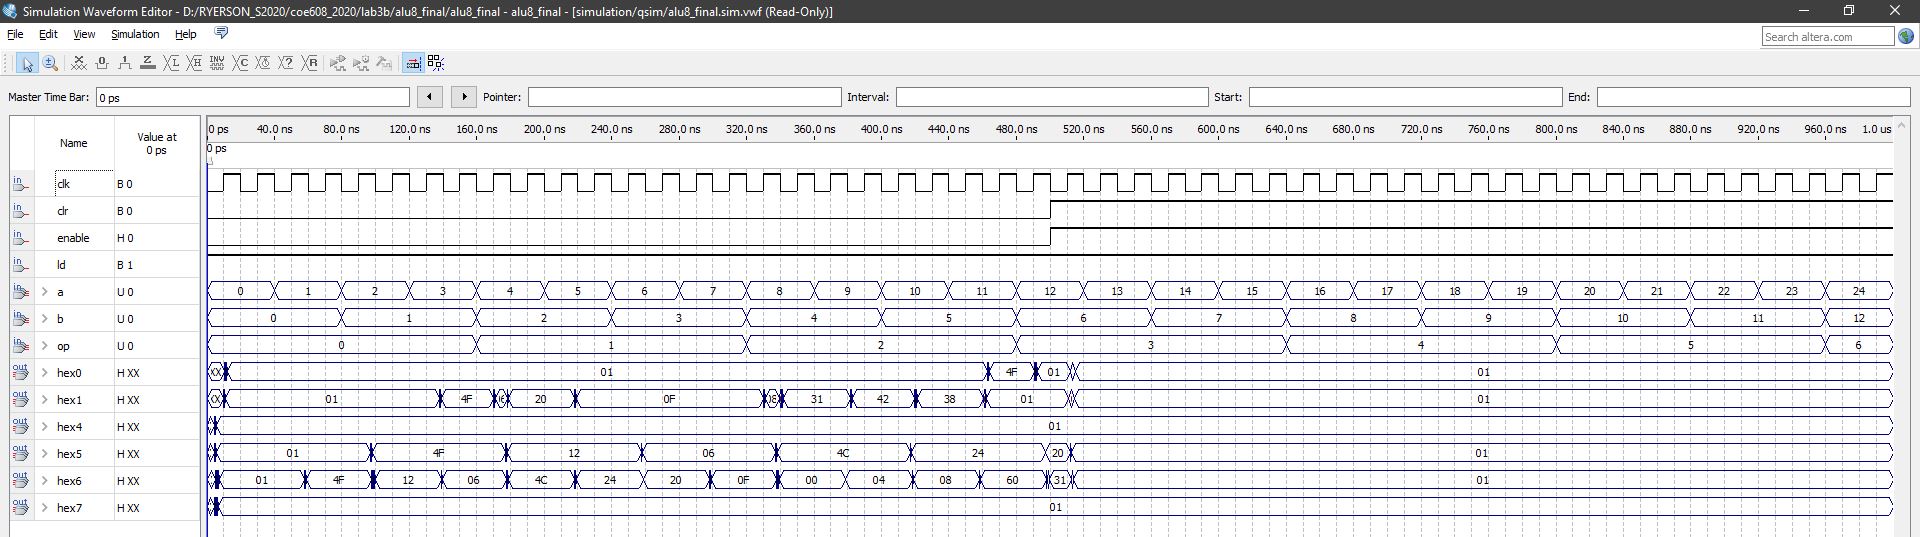 Simulation Waveform Editor - D:/RYERSON_S2020/coe608_2020/lab3b/alu8_final/alu8_final - alu8_final - [simulation/qsim/alu8_final.sim.vwf (Read-Only)]
File Edit View Simulation Help Search altera.com
Master Time Bar: 0 ps Pointer: Interval: Start: End:
Name Value at 0 ps 0 ps 40.0 ns 80.0 ns 120.0 ns 160.0 ns 200.0 ns 240.0 ns 280.0 ns 320.0 ns 360.0 ns 400.0 ns 440.0 ns 480.0 ns 520.0 ns 560.0 ns 600.0 ns 640.0 ns 680.0 ns 720.0 ns 760.0 ns 800.0 ns 840.0 ns 880.0 ns 920.0 ns 960.0 ns 1.0 us
0 ps
in clk B 0
in clr B 0
in enable H 0
in ld B 1
in a U 0 0 1 2 3 4 5 6 7 8 9 10 11 12 13 14 15 16 17 18 19 20 21 22 23 24
in b U 0 0 1 2 3 4 5 6 7 8 9 10 11 12
in op U 0 0 1 2 3 4 5 6
out hex0 H XX XX 01 4F 01 01
out hex1 H XX 01 4F 20 0F 31 42 38 01 01
out hex4 H XX 01
out hex5 H XX 01 4F 12 06 4C 24 20 01
out hex6 H XX 01 4F 12 06 4C 24 20 0F 00 04 08 60 31 01
out hex7 H XX 01